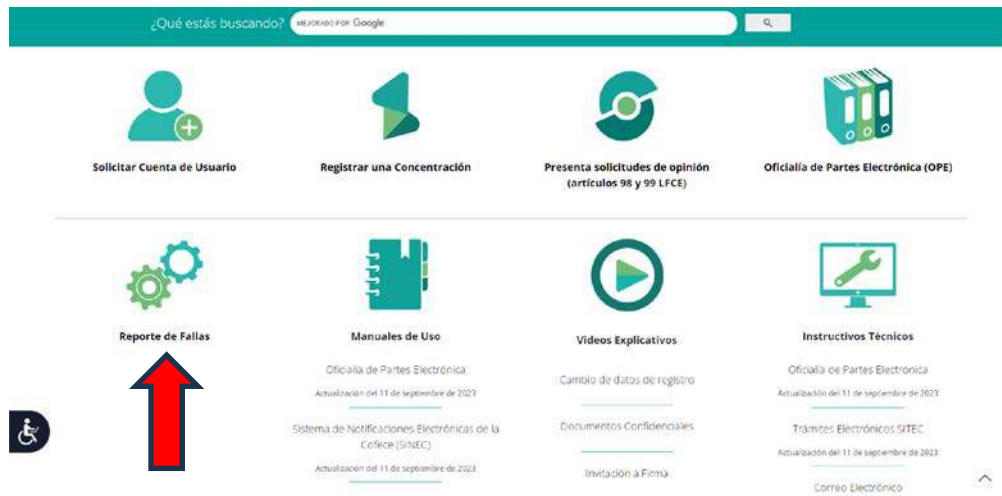 ¿Qué estás buscando?
MEJORADO POR Google
Solicitar Cuenta de Usuario
Registrar una Concentración
Presenta solicitudes de opinión
(artículos 98 y 99 LFCE)
Oficialía de Partes Electrónica (OPE)
Reporte de Fallas
Manuales de Uso
Videos Explicativos
Instructivos Técnicos
Oficialía de Partes Electrónica
Actualización del 11 de septiembre de 2023
Sistema de Notificaciones Electrónicas de la
Cofece (SINEC)
Actualización del 11 de septiembre de 2023
Cambio de datos de registro
Documentos Confidenciales
Invitación a Firma
Oficialía de Partes Electrónica
Actualización del 11 de septiembre de 2023
Trámites Electrónicos SITEC
Actualización del 11 de septiembre de 2023
Correo Electrónico